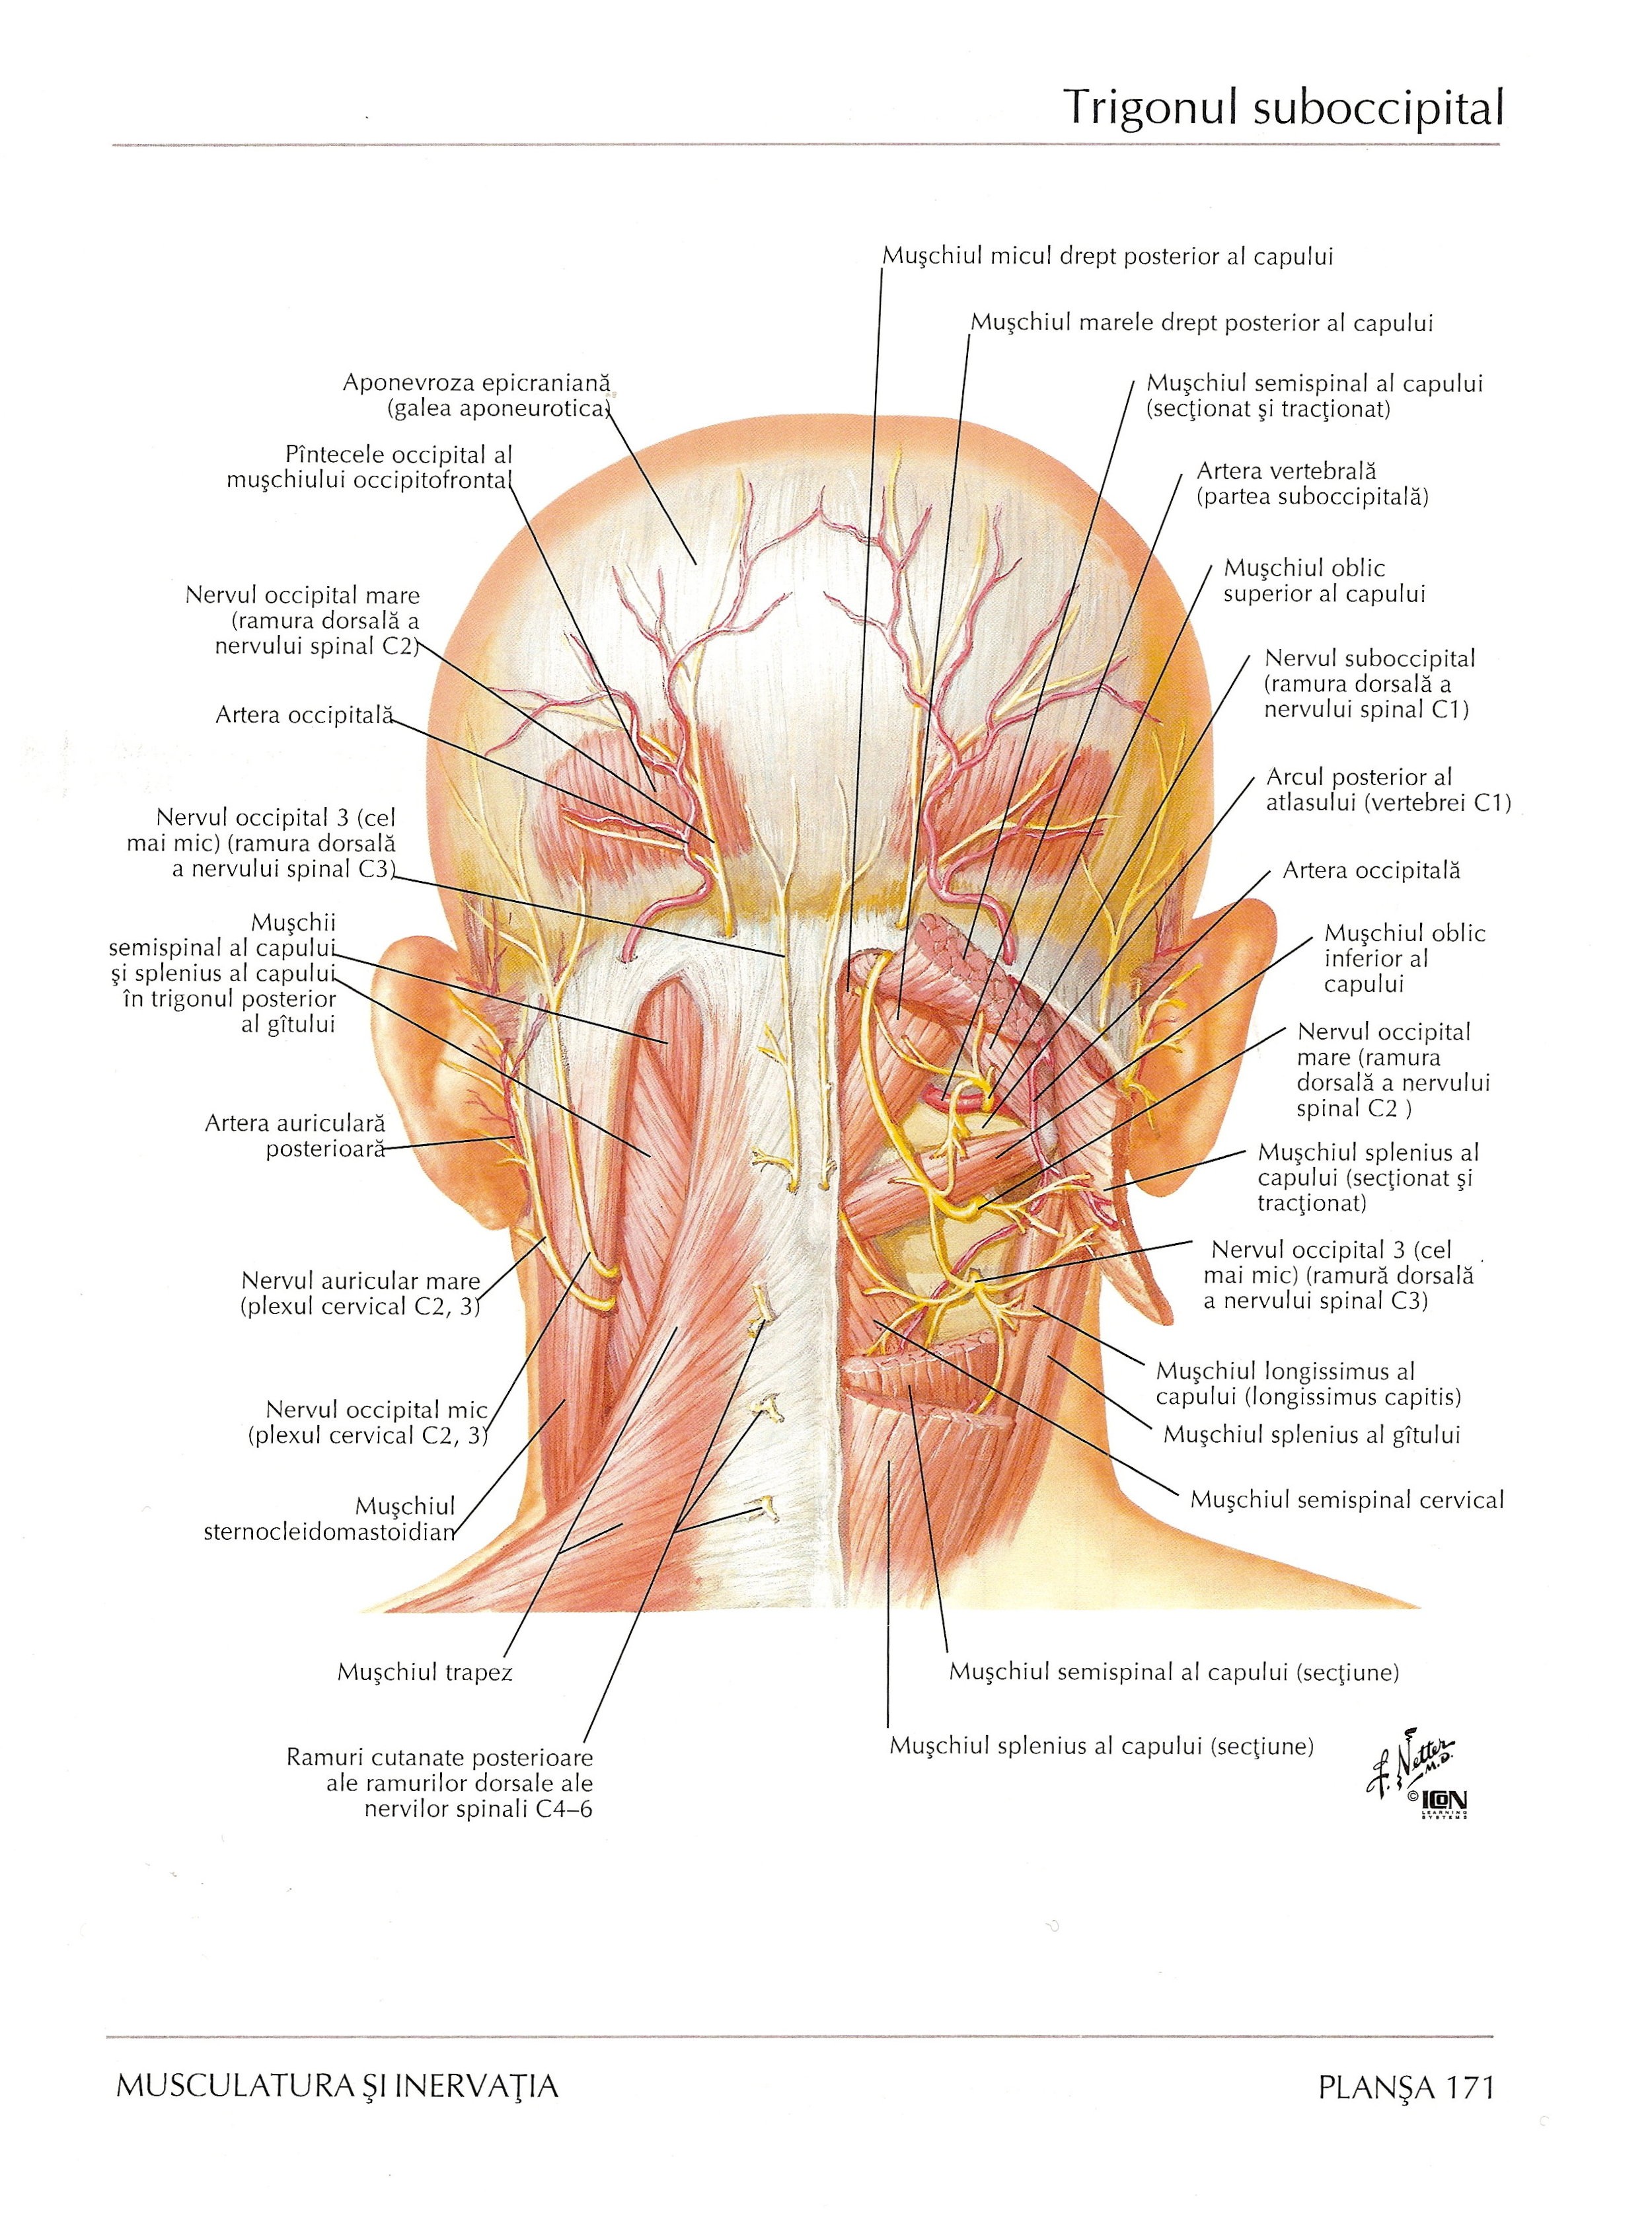 Trigonul suboccipital
Muşchiul micul drept posterior al capului
Muşchiul marele drept posterior al capului
Aponevroza epicraniană
(galea aponeurotica)
Muşchiul semispinal al capului
(secţionat şi tracţionat)
Pîntecele occipital al
muşchiului occipitofrontal
Artera vertebrală
(partea suboccipitală)
Nervul occipital mare
(ramura dorsală a
nervului spinal C2)
Muşchiul oblic
superior al capului
Artera occipitală
Nervul suboccipital
(ramura dorsală a
nervului spinal C1)
Nervul occipital 3 (cel
mai mic) (ramura dorsală
a nervului spinal C3)
Arcul posterior al
atlasului (vertebrei C1)
Artera occipitală
Muşchii
semispinal al capului
şi splenius al capului
în trigonul posterior
al gîtului
Muşchiul oblic
inferior al
capului
Nervul occipital
mare (ramura
dorsală a nervului
spinal C2 )
Artera auriculară
posterioară
Muşchiul splenius al
capului (secţionat şi
tracţionat)
Nervul auricular mare
(plexul cervical C2, 3)
Nervul occipital 3 (cel
mai mic) (ramură dorsală
a nervului spinal C3)
Nervul occipital mic
(plexul cervical C2, 3)
Muşchiul longissimus al
capului (longissimus capitis)
Muşchiul splenius al gîtului
Muşchiul
sternocleidomastoidian
Muşchiul semispinal cervical
Muşchiul trapez
Muşchiul semispinal al capului (secţiune)
Ramuri cutanate posterioare
ale ramurilor dorsale ale
nervilor spinali C4–6
Muşchiul splenius al capului (secţiune)
F. Netter
M.D.
© ICON
LEARNING
SYSTEMS
MUSCULATURA ŞI INERVAŢIA
PLANŞA 171